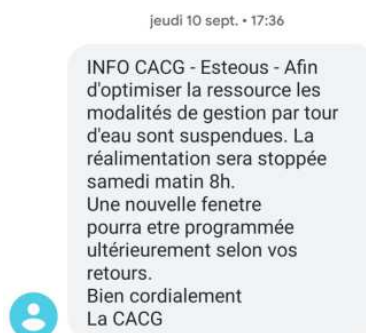 jeudi 10 sept. • 17:36
INFO CACG - Esteous - Afin
d'optimiser la ressource les
modalités de gestion par tour
d'eau sont suspendues. La
réalimentation sera stoppée
samedi matin 8h.
Une nouvelle fenetre
pourra etre programmée
ultérieurement selon vos
retours.
Bien cordialement
La CACG